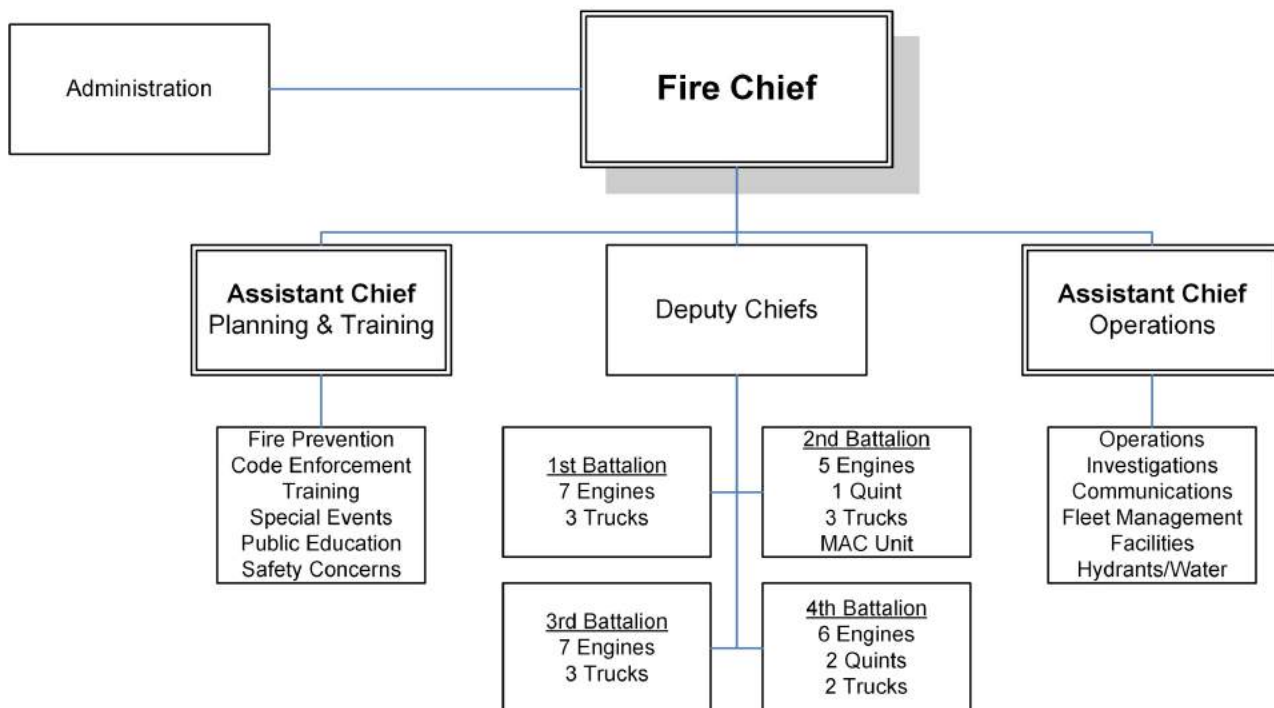 Administration
Fire Chief
Assistant Chief
Planning & Training
Deputy Chiefs
Assistant Chief
Operations
Fire Prevention
Code Enforcement
Training
Special Events
Public Education
Safety Concerns
1st Battalion
7 Engines
3 Trucks
2nd Battalion
5 Engines
1 Quint
3 Trucks
MAC Unit
3rd Battalion
7 Engines
3 Trucks
4th Battalion
6 Engines
2 Quints
2 Trucks
Operations
Investigations
Communications
Fleet Management
Facilities
Hydrants/Water